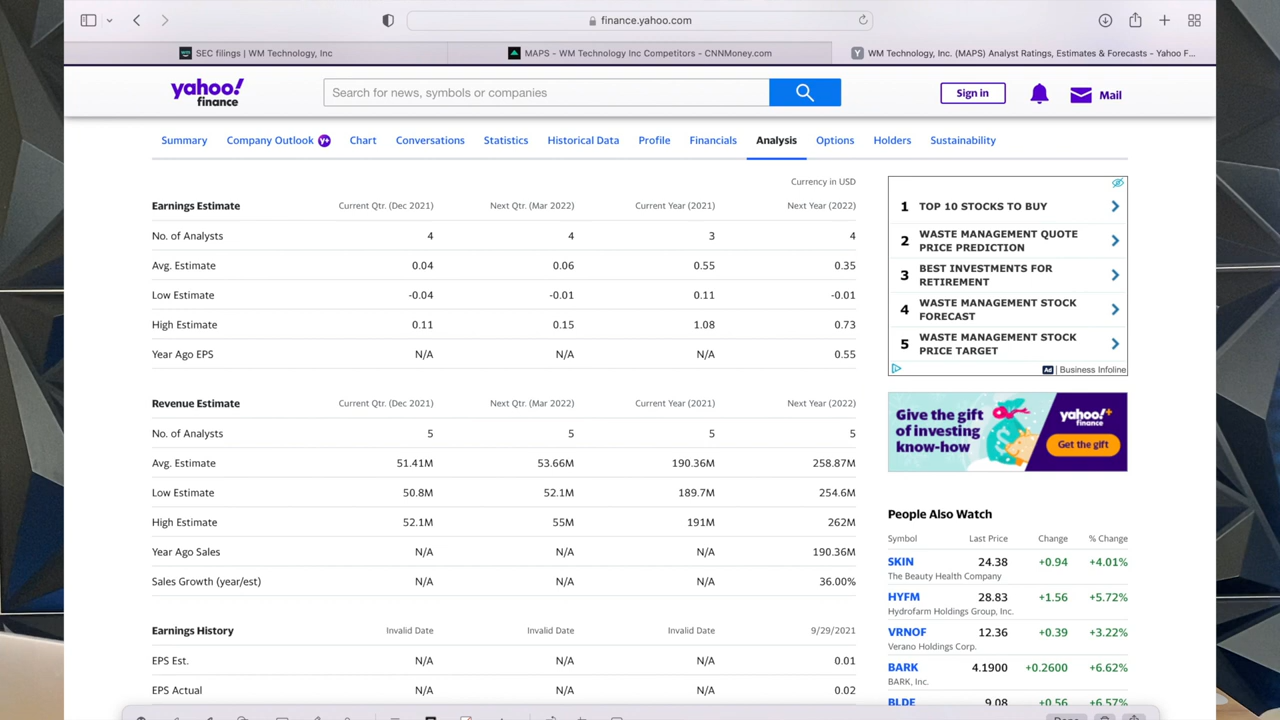 finance.yahoo.com
SEC filings | WM Technology, Inc
MAPS - WM Technology Inc Competitors - CNNMoney.com
WM Technology, Inc. (MAPS) Analyst Ratings, Estimates & Forecasts - Yahoo F...
yahoo!
finance
Search for news, symbols or companies
Sign in
Mail
Summary Company Outlook Y+ Chart Conversations Statistics Historical Data Profile Financials Analysis Options Holders Sustainability
Currency in USD
Earnings Estimate Current Qtr. (Dec 2021) Next Qtr. (Mar 2022) Current Year (2021) Next Year (2022)
No. of Analysts 4 4 3 4
Avg. Estimate 0.04 0.06 0.55 0.35
Low Estimate -0.04 -0.01 0.11 -0.01
High Estimate 0.11 0.15 1.08 0.73
Year Ago EPS N/A N/A N/A 0.55
Revenue Estimate Current Qtr. (Dec 2021) Next Qtr. (Mar 2022) Current Year (2021) Next Year (2022)
No. of Analysts 5 5 5 5
Avg. Estimate 51.41M 53.66M 190.36M 258.87M
Low Estimate 50.8M 52.1M 189.7M 254.6M
High Estimate 52.1M 55M 191M 262M
Year Ago Sales N/A N/A N/A 190.36M
Sales Growth (year/est) N/A N/A N/A 36.00%
Earnings History Invalid Date Invalid Date Invalid Date 9/29/2021
EPS Est. N/A N/A N/A 0.01
EPS Actual N/A N/A N/A 0.02
1 TOP 10 STOCKS TO BUY
2 WASTE MANAGEMENT QUOTE
PRICE PREDICTION
3 BEST INVESTMENTS FOR
RETIREMENT
4 WASTE MANAGEMENT STOCK
FORECAST
5 WASTE MANAGEMENT STOCK
PRICE TARGET
Ad | Business Infoline
Give the gift
of investing
know-how
yahoo!+
finance
Get the gift
People Also Watch
Symbol Last Price Change % Change
SKIN 24.38 +0.94 +4.01%
The Beauty Health Company
HYFM 28.83 +1.56 +5.72%
Hydrofarm Holdings Group, Inc.
VRNOF 12.36 +0.39 +3.22%
Verano Holdings Corp.
BARK 4.1900 +0.2600 +6.62%
BARK, Inc.
BLDE 9.08 +0.56 +6.57%